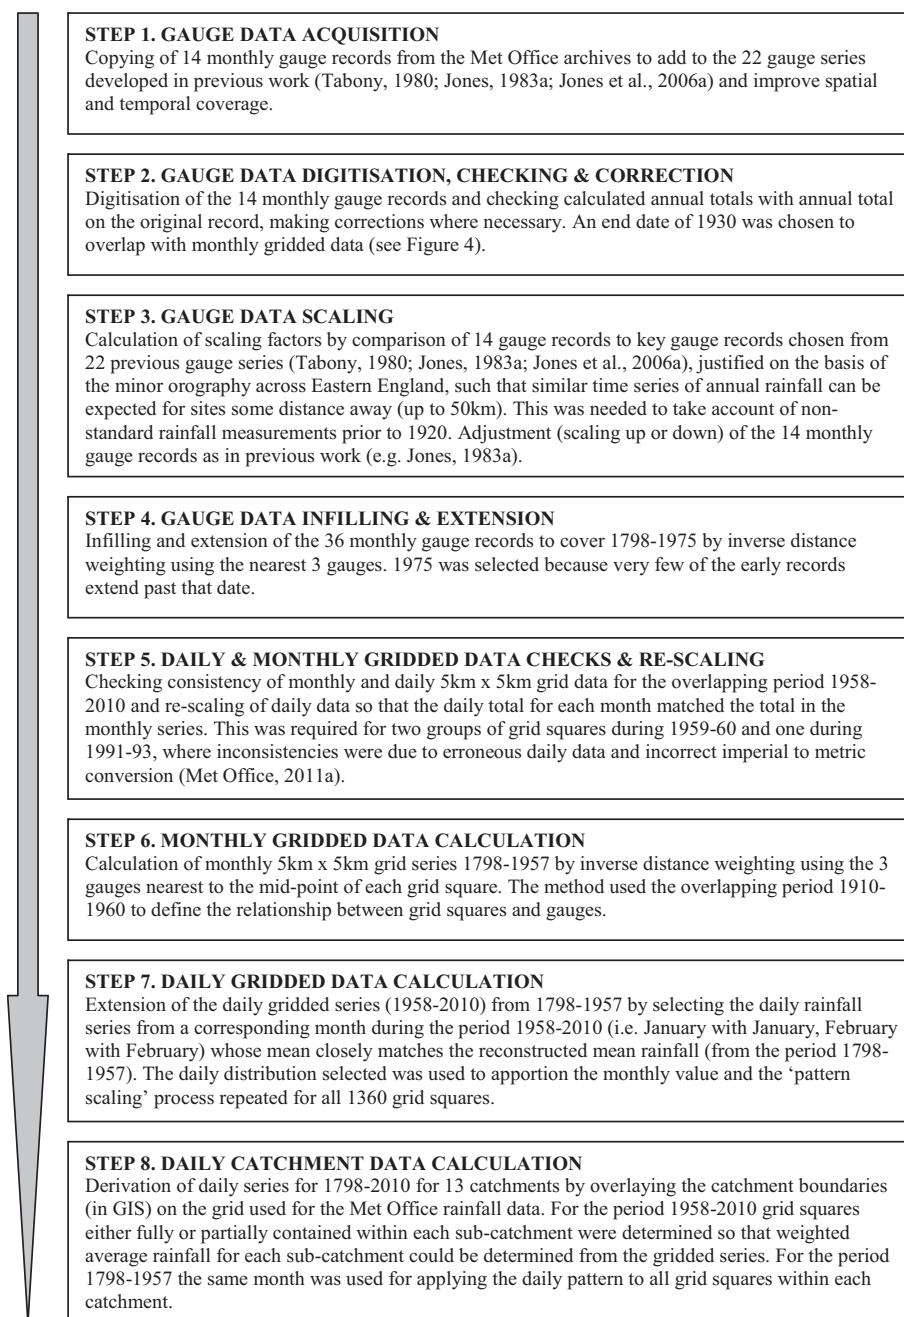 STEP 1. GAUGE DATA ACQUISITION
Copying of 14 monthly gauge records from the Met Office archives to add to the 22 gauge series
developed in previous work (Tabony, 1980; Jones, 1983a; Jones et al., 2006a) and improve spatial
and temporal coverage.
STEP 2. GAUGE DATA DIGITISATION, CHECKING & CORRECTION
Digitisation of the 14 monthly gauge records and checking calculated annual totals with annual total
on the original record, making corrections where necessary. An end date of 1930 was chosen to
overlap with monthly gridded data (see Figure 4).
STEP 3. GAUGE DATA SCALING
Calculation of scaling factors by comparison of 14 gauge records to key gauge records chosen from
22 previous gauge series (Tabony, 1980; Jones, 1983a; Jones et al., 2006a), justified on the basis of
the minor orography across Eastern England, such that similar time series of annual rainfall can be
expected for sites some distance away (up to 50km). This was needed to take account of non-
standard rainfall measurements prior to 1920. Adjustment (scaling up or down) of the 14 monthly
gauge records as in previous work (e.g. Jones, 1983a).
STEP 4. GAUGE DATA INFILLING & EXTENSION
Infilling and extension of the 36 monthly gauge records to cover 1798-1975 by inverse distance
weighting using the nearest 3 gauges. 1975 was selected because very few of the early records
extend past that date.
STEP 5. DAILY & MONTHLY GRIDDED DATA CHECKS & RE-SCALING
Checking consistency of monthly and daily 5km x 5km grid data for the overlapping period 1958-
2010 and re-scaling of daily data so that the daily total for each month matched the total in the
monthly series. This was required for two groups of grid squares during 1959-60 and one during
1991-93, where inconsistencies were due to erroneous daily data and incorrect imperial to metric
conversion (Met Office, 2011a).
STEP 6. MONTHLY GRIDDED DATA CALCULATION
Calculation of monthly 5km x 5km grid series 1798-1957 by inverse distance weighting using the 3
gauges nearest to the mid-point of each grid square. The method used the overlapping period 1910-
1960 to define the relationship between grid squares and gauges.
STEP 7. DAILY GRIDDED DATA CALCULATION
Extension of the daily gridded series (1958-2010) from 1798-1957 by selecting the daily rainfall
series from a corresponding month during the period 1958-2010 (i.e. January with January, February
with February) whose mean closely matches the reconstructed mean rainfall (from the period 1798-
1957). The daily distribution selected was used to apportion the monthly value and the ‘pattern
scaling’ process repeated for all 1360 grid squares.
STEP 8. DAILY CATCHMENT DATA CALCULATION
Derivation of daily series for 1798-2010 for 13 catchments by overlaying the catchment boundaries
(in GIS) on the grid used for the Met Office rainfall data. For the period 1958-2010 grid squares
either fully or partially contained within each sub-catchment were determined so that weighted
average rainfall for each sub-catchment could be determined from the gridded series. For the period
1798-1957 the same month was used for applying the daily pattern to all grid squares within each
catchment.